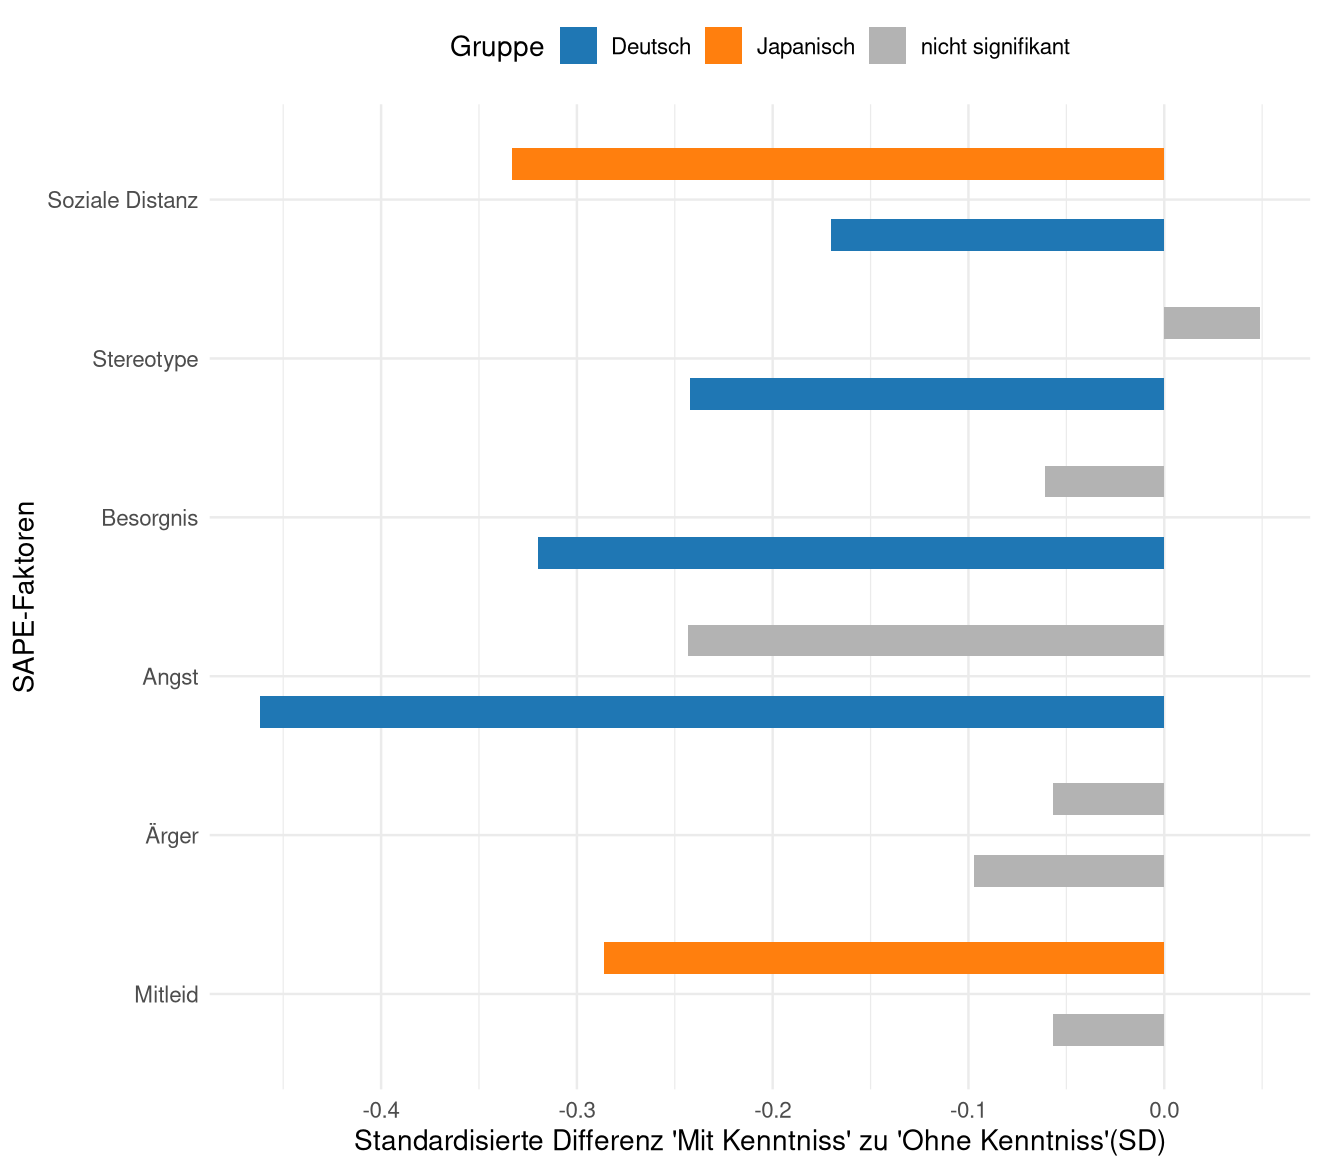 Gruppe Deutsch Japanisch nicht signifikant
Soziale Distanz
Stereotype
Besorgnis
Angst
Ärger
Mitleid
SAPE-Faktoren
-0.4 -0.3 -0.2 -0.1 0.0
Standardisierte Differenz 'Mit Kenntniss' zu 'Ohne Kenntniss'(SD)